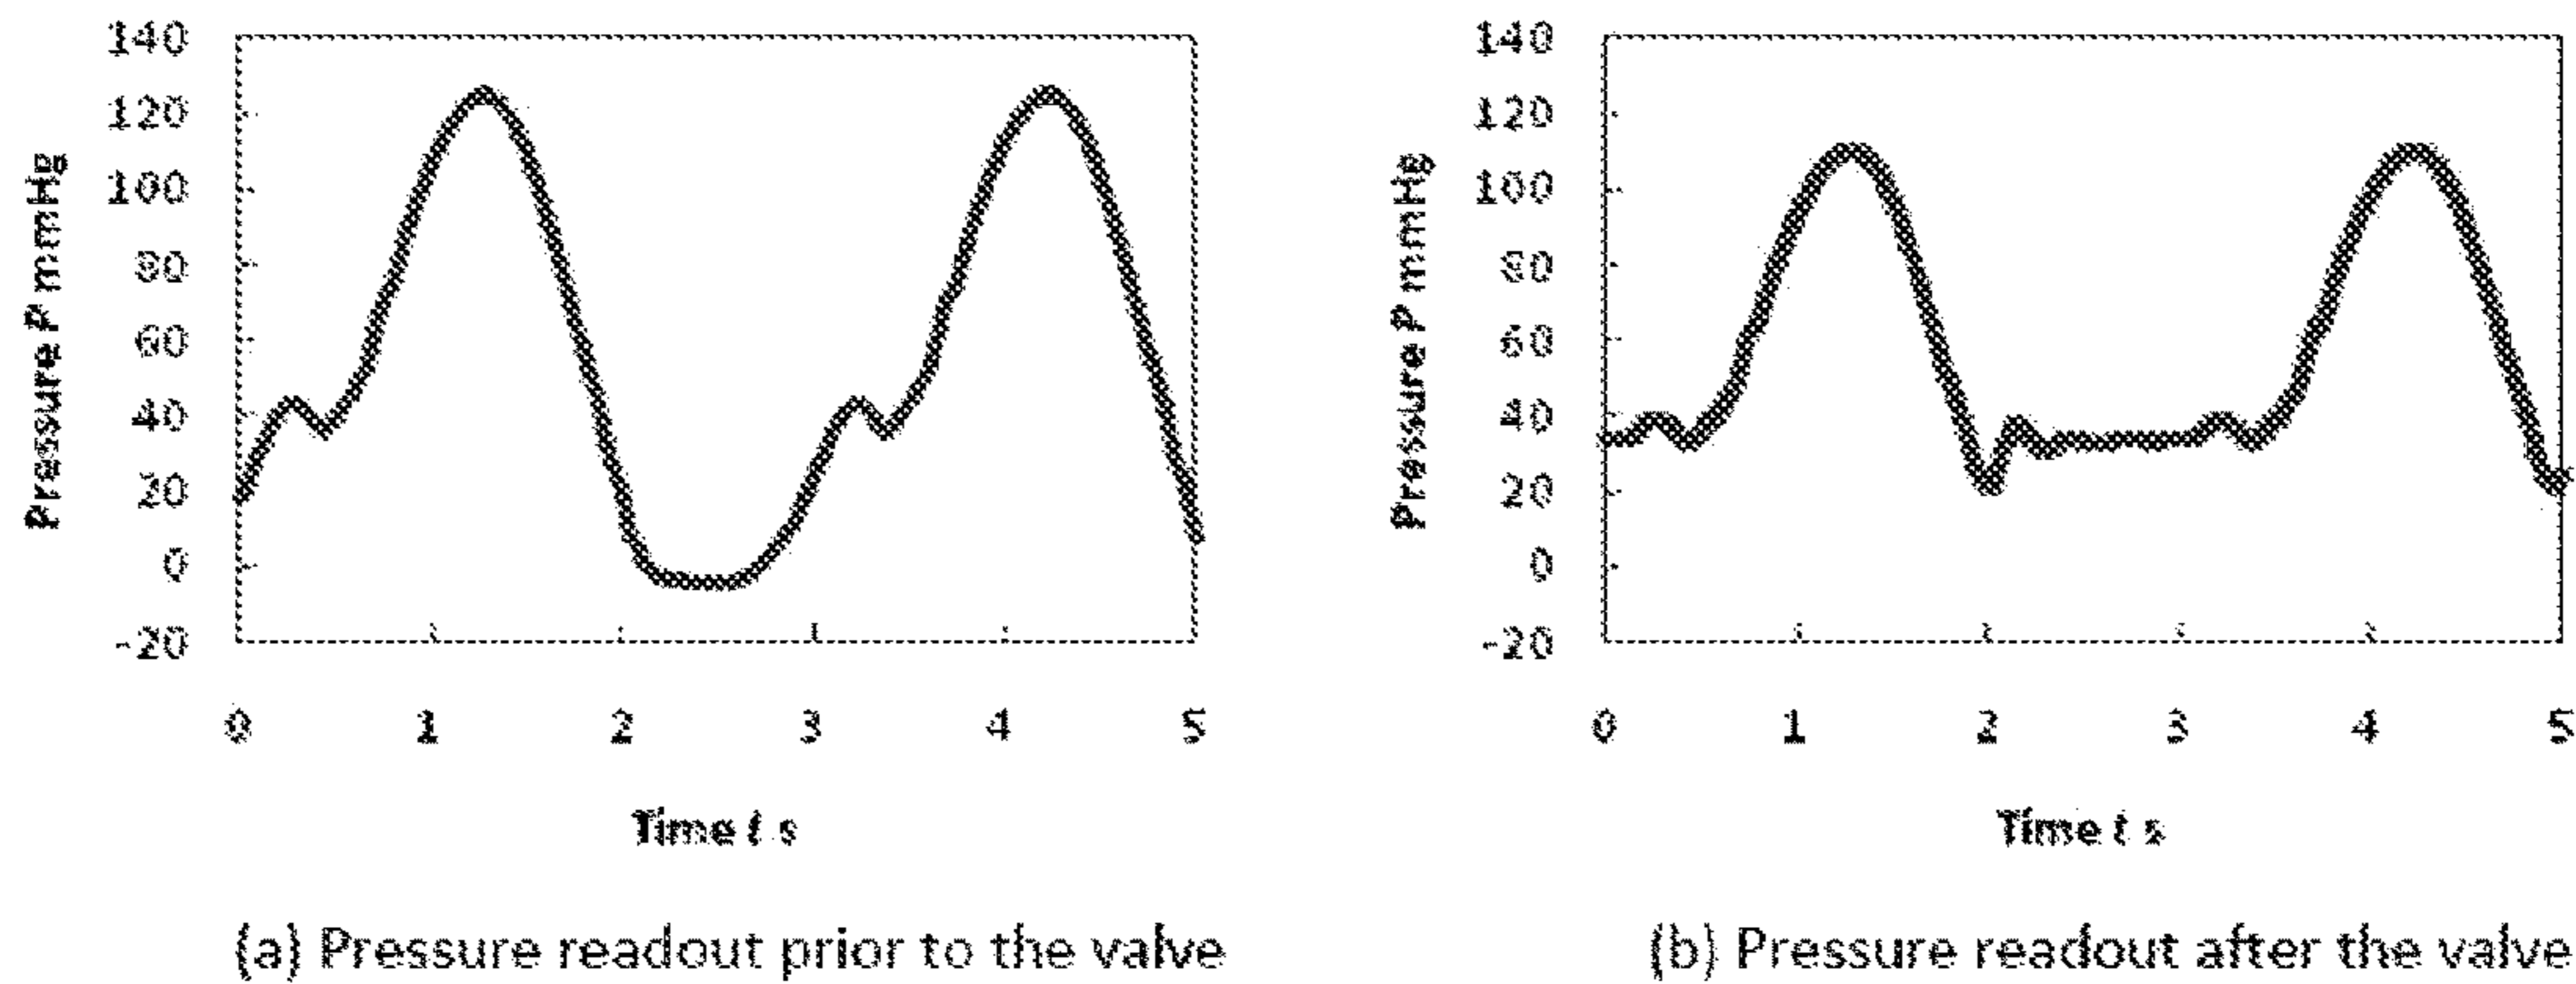 140
120
100
80
60
40
20
0
-20
Pressure P mmHg
0 1 2 3 4 5
Time t s
(a) Pressure readout prior to the valve
140
120
100
80
60
40
20
0
-20
Pressure P mmHg
0 1 2 3 4 5
Time t s
(b) Pressure readout after the valve